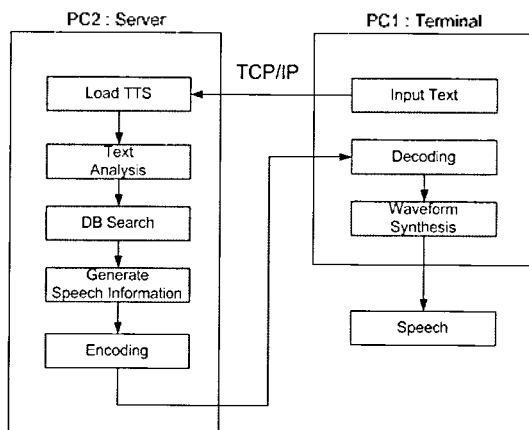 PC2 : Server
PC1 : Terminal
TCP/IP
Load TTS
Input Text
Text
Analysis
Decoding
DB Search
Waveform
Synthesis
Generate
Speech Information
Speech
Encoding